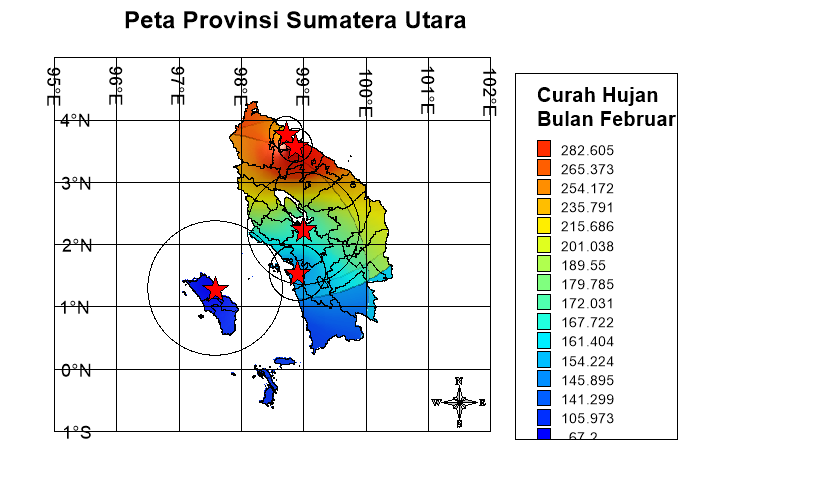 Peta Provinsi Sumatera Utara
95°E 96°E 97°E 98°E 99°E 100°E 101°E 102°E
4°N
3°N
2°N
1°N
0°N
1°S
N
W E
S
Curah Hujan
Bulan Februar
282.605
265.373
254.172
235.791
215.686
201.038
189.55
179.785
172.031
167.722
161.404
154.224
145.895
141.299
105.973
67.2